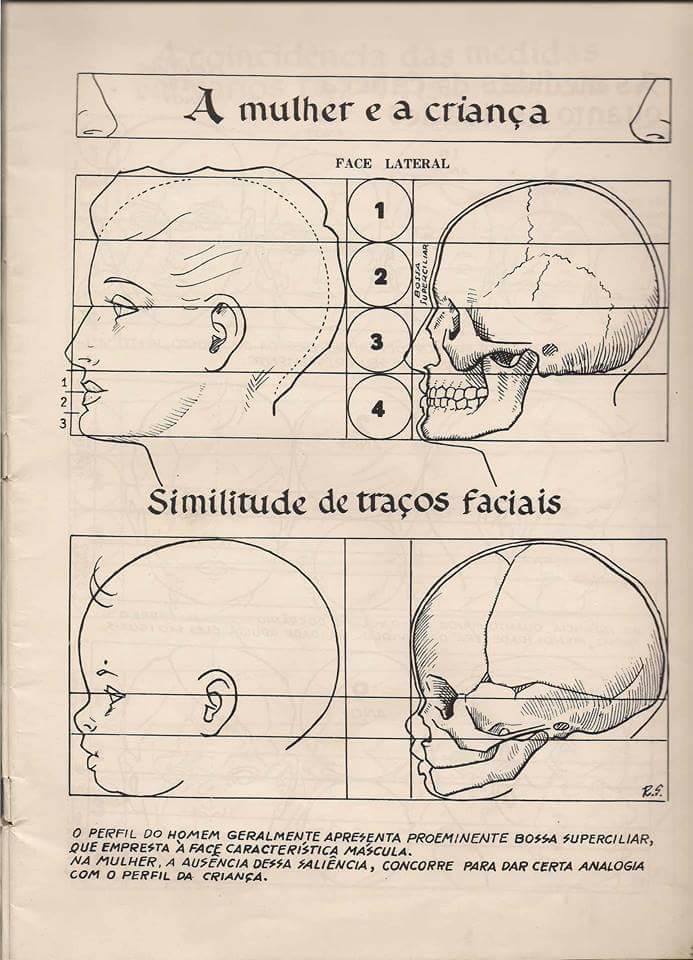 A mulher e a criança
FACE LATERAL
1
2
3
4
BOSSA
SUPERCILIAR
1
2
3
Similitude de traços faciais
R.S.
O PERFIL DO HOMEM GERALMENTE APRESENTA PROEMINENTE BOSSA SUPERCILIAR,
QUE EMPRESTA À FACE CARACTERÍSTICA MÁSCULA.
NA MULHER, A AUSÊNCIA DESSA SALIÊNCIA, CONCORRE PARA DAR CERTA ANALOGIA
COM O PERFIL DA CRIANÇA.